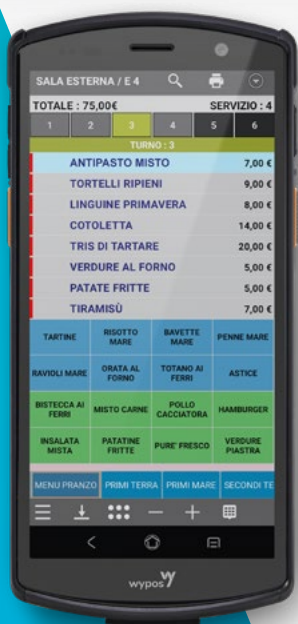 SALA ESTERNA / E 4
TOTALE : 75,00€ SERVIZIO : 4
1 2 3 4 5 6
TURNO : 3
ANTIPASTO MISTO 7,00 €
TORTELLI RIPIENI 9,00 €
LINGUINE PRIMAVERA 8,00 €
COTOLETTA 14,00 €
TRIS DI TARTARE 20,00 €
VERDURE AL FORNO 5,00 €
PATATE FRITTE 5,00 €
TIRAMISÙ 7,00 €
TARTINE RISOTTO MARE BAVETTE MARE PENNE MARE
RAVIOLI MARE ORATA AL FORNO TOTANO AI FERRI ASTICE
BISTECCA AI FERRI MISTO CARNE POLLO CACCIATORA HAMBURGER
INSALATA MISTA PATATINE FRITTE PURE' FRESCO VERDURE PIASTRA
MENU PRANZO PRIMI TERRA PRIMI MARE SECONDI TE
wypos